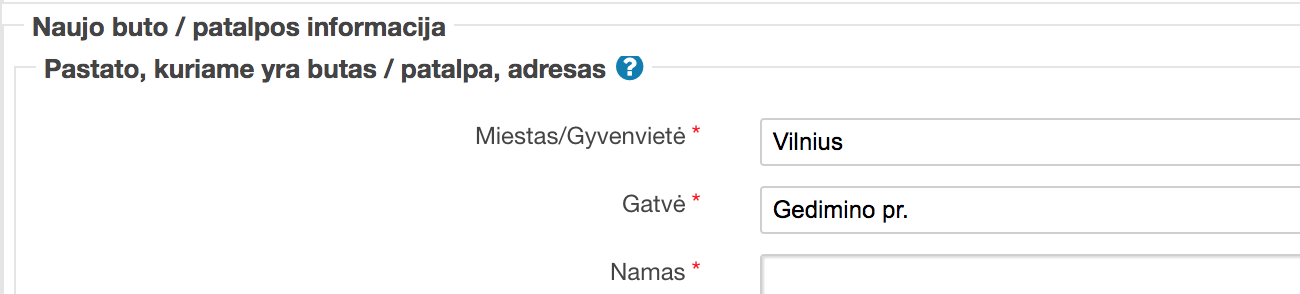 Naujo buto / patalpos informacija
Pastato, kuriame yra butas / patalpa, adresas ?
Miestas/Gyvenvietė * Vilnius
Gatvė * Gedimino pr.
Namas *